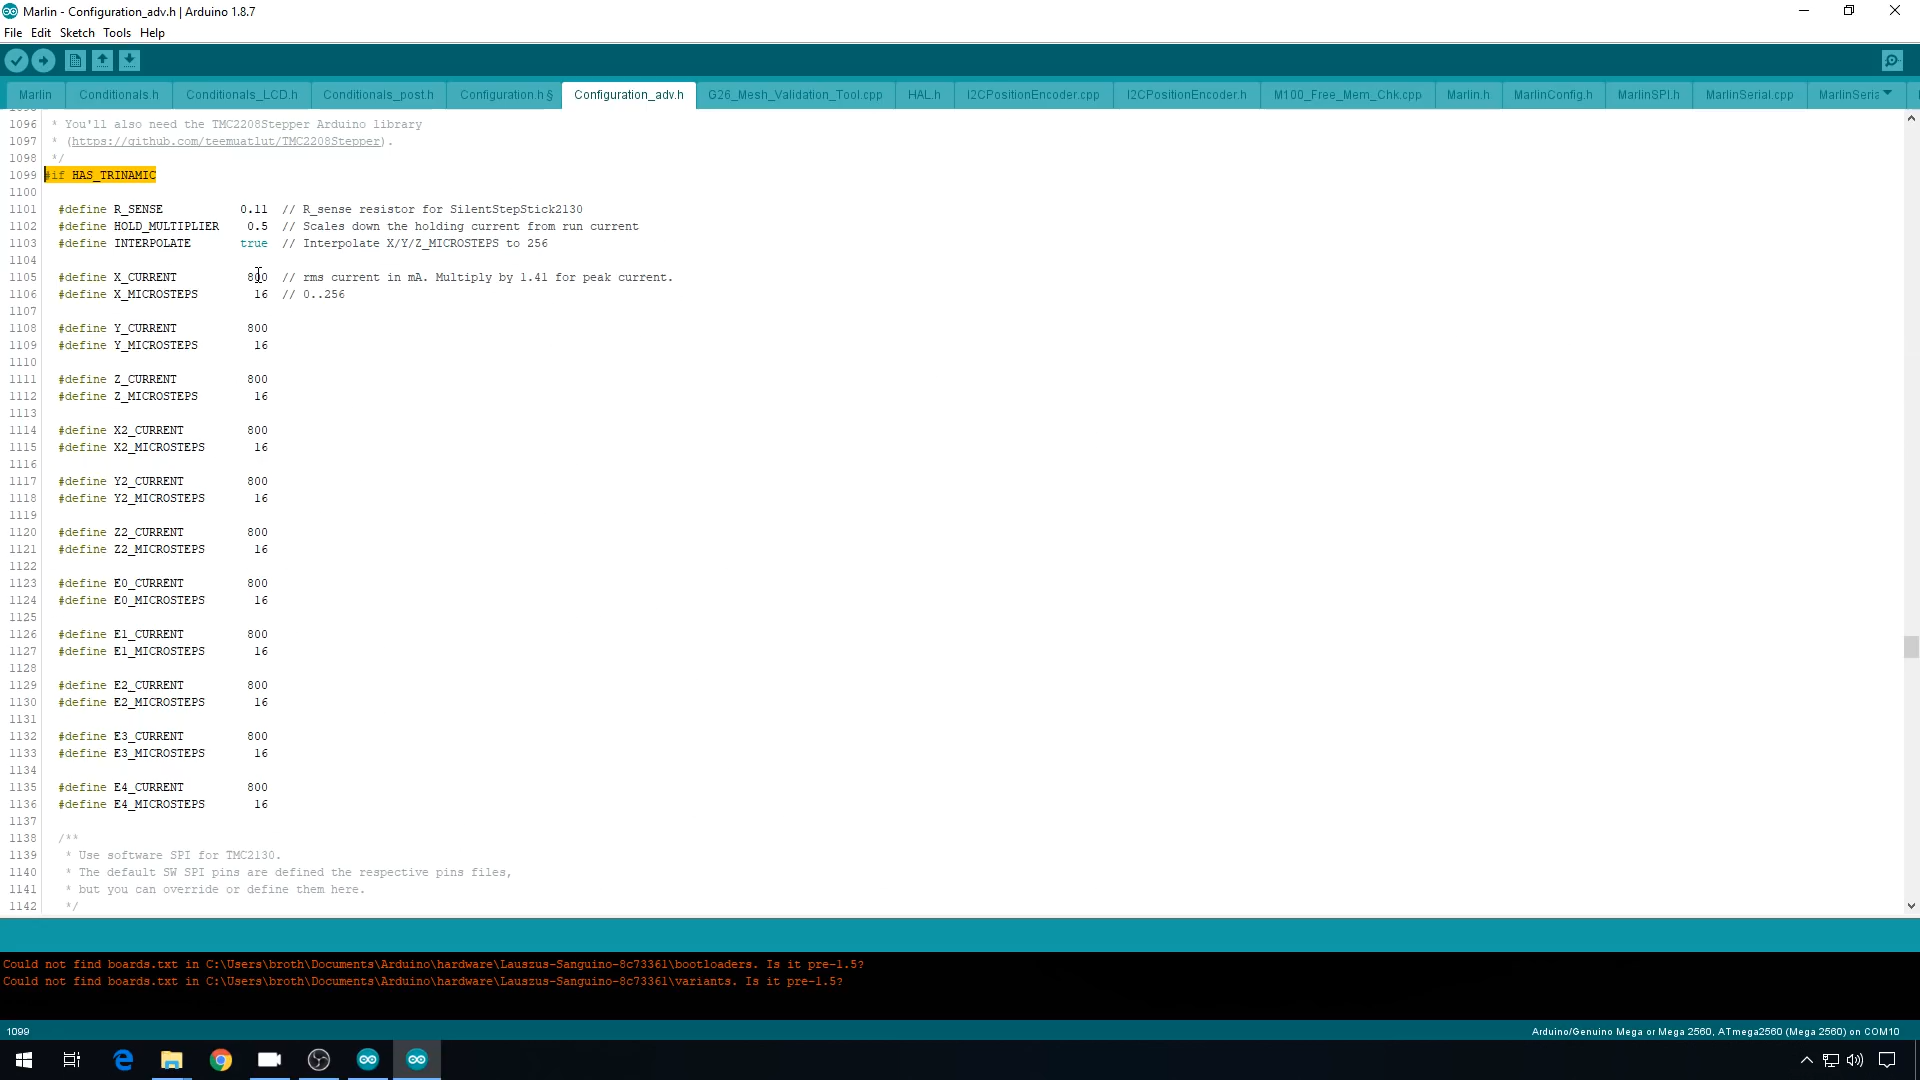 Marlin - Configuration_adv.h | Arduino 1.8.7
File Edit Sketch Tools Help
Marlin Conditionals.h Conditionals_LCD.h Conditionals_post.h Configuration.h § Configuration_adv.h G26_Mesh_Validation_Tool.cpp HAL.h I2CPositionEncoder.cpp I2CPositionEncoder.h M100_Free_Mem_Chk.cpp Marlin.h MarlinConfig.h MarlinSPI.h MarlinSerial.cpp MarlinSeria
1096 * You'll also need the TMC2208Stepper Arduino library
1097 * (https://github.com/teemuatlut/TMC2208Stepper).
1098 */
1099 #if HAS_TRINAMIC
1100
1101 #define R_SENSE 0.11 // R_sense resistor for SilentStepStick2130
1102 #define HOLD_MULTIPLIER 0.5 // Scales down the holding current from run current
1103 #define INTERPOLATE true // Interpolate X/Y/Z_MICROSTEPS to 256
1104
1105 #define X_CURRENT 800 // rms current in mA. Multiply by 1.41 for peak current.
1106 #define X_MICROSTEPS 16 // 0..256
1107
1108 #define Y_CURRENT 800
1109 #define Y_MICROSTEPS 16
1110
1111 #define Z_CURRENT 800
1112 #define Z_MICROSTEPS 16
1113
1114 #define X2_CURRENT 800
1115 #define X2_MICROSTEPS 16
1116
1117 #define Y2_CURRENT 800
1118 #define Y2_MICROSTEPS 16
1119
1120 #define Z2_CURRENT 800
1121 #define Z2_MICROSTEPS 16
1122
1123 #define E0_CURRENT 800
1124 #define E0_MICROSTEPS 16
1125
1126 #define E1_CURRENT 800
1127 #define E1_MICROSTEPS 16
1128
1129 #define E2_CURRENT 800
1130 #define E2_MICROSTEPS 16
1131
1132 #define E3_CURRENT 800
1133 #define E3_MICROSTEPS 16
1134
1135 #define E4_CURRENT 800
1136 #define E4_MICROSTEPS 16
1137
1138 /**
1139 * Use software SPI for TMC2130.
1140 * The default SW SPI pins are defined the respective pins files,
1141 * but you can override or define them here.
1142 */
Could not find boards.txt in C:\Users\broth\Documents\Arduino\hardware\Lauszus-Sanguino-8c73361\bootloaders. Is it pre-1.5?
Could not find boards.txt in C:\Users\broth\Documents\Arduino\hardware\Lauszus-Sanguino-8c73361\variants. Is it pre-1.5?
1099 Arduino/Genuino Mega or Mega 2560, ATmega2560 (Mega 2560) on COM10